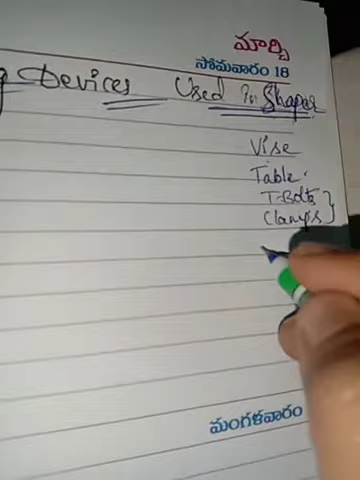 మార్చి
సోమవారం 18
Devices Used In Shaper
Vise
Table
T-Bolts
Clamps
మంగళవారం